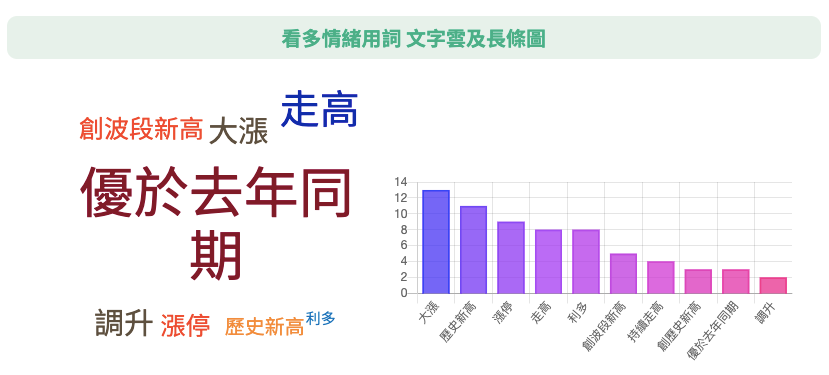 看多情緒用詞 文字雲及長條圖
走高
創波段新高 大漲
優於去年同
期
調升 漲停 歷史新高 利多
14
12
10
8
6
4
2
0
大漲
歷史新高
漲停
走高
利多
創波段新高
持續走高
創歷史新高
優於去年同期
調升